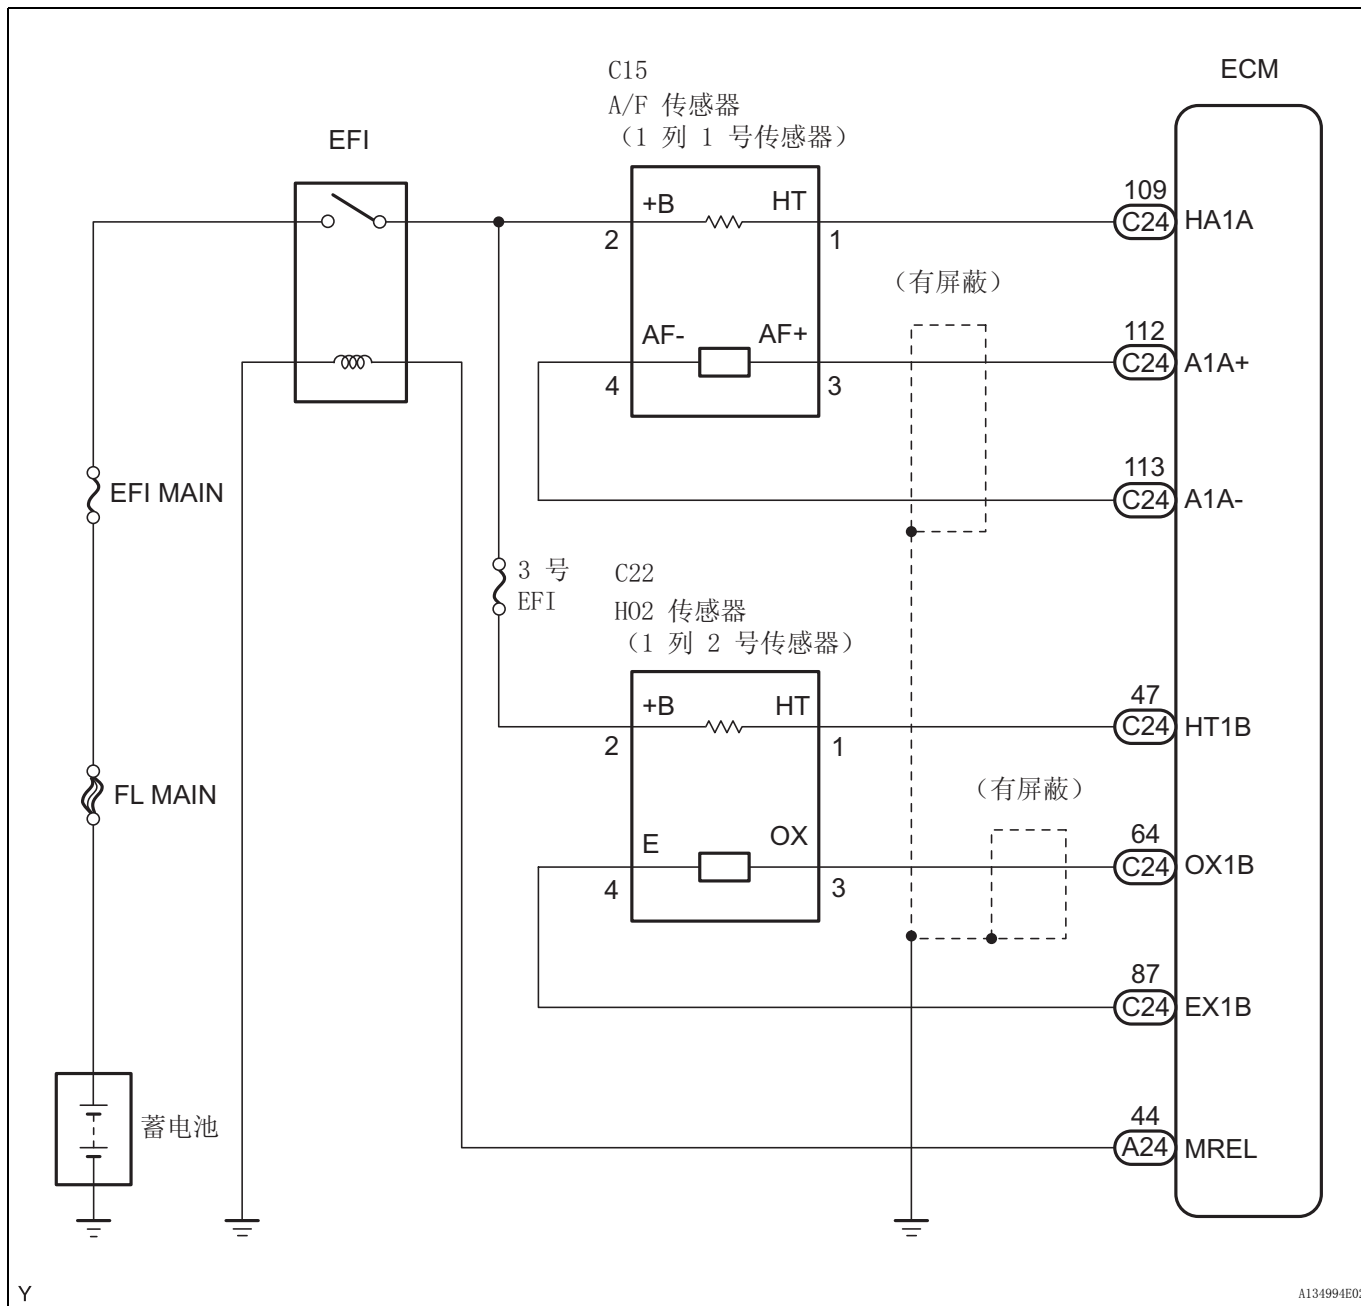 C15
A/F 传感器
（1 列 1 号传感器）
ECM
EFI
+B
HT
2
1
109
C24
HA1A
（有屏蔽）
AF-
AF+
4
3
112
C24
A1A+
113
C24
A1A-
EFI MAIN
3 号
EFI
C22
HO2 传感器
（1 列 2 号传感器）
+B
HT
2
1
47
C24
HT1B
FL MAIN
（有屏蔽）
E
OX
4
3
64
C24
OX1B
87
C24
EX1B
蓄电池
44
A24
MREL
Y
A134994E02